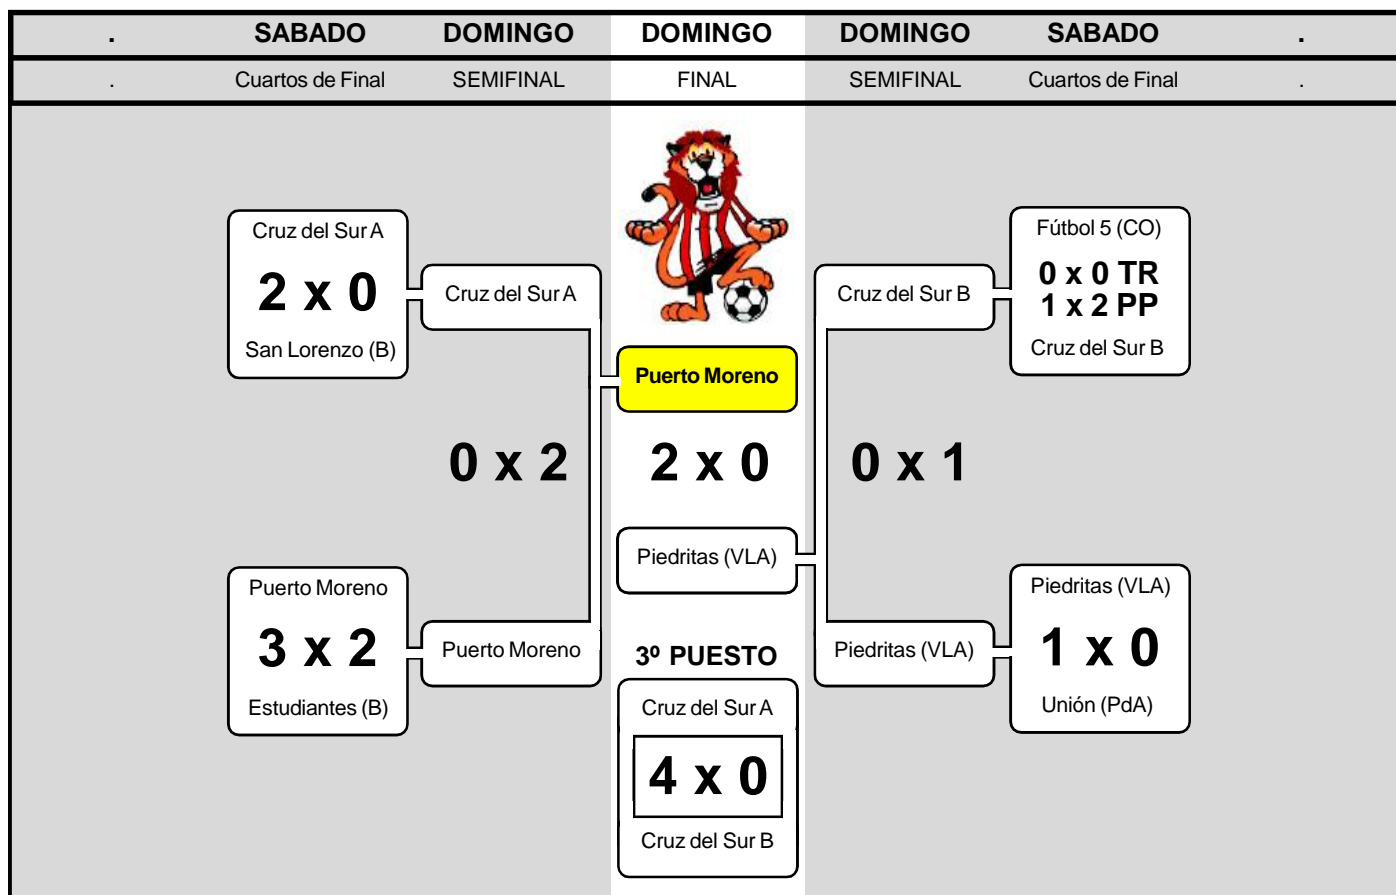 . SABADO DOMINGO DOMINGO DOMINGO SABADO .
. Cuartos de Final SEMIFINAL FINAL SEMIFINAL Cuartos de Final .
Cruz del Sur A
2 x 0
San Lorenzo (B)
Cruz del Sur A
0 x 2
Puerto Moreno
3 x 2
Estudiantes (B)
Puerto Moreno
Puerto Moreno
2 x 0
Piedritas (VLA)
3º PUESTO
Cruz del Sur A
4 x 0
Cruz del Sur B
Cruz del Sur B
0 x 1
Piedritas (VLA)
Fútbol 5 (CO)
0 x 0 TR
1 x 2 PP
Cruz del Sur B
Piedritas (VLA)
1 x 0
Unión (PdA)